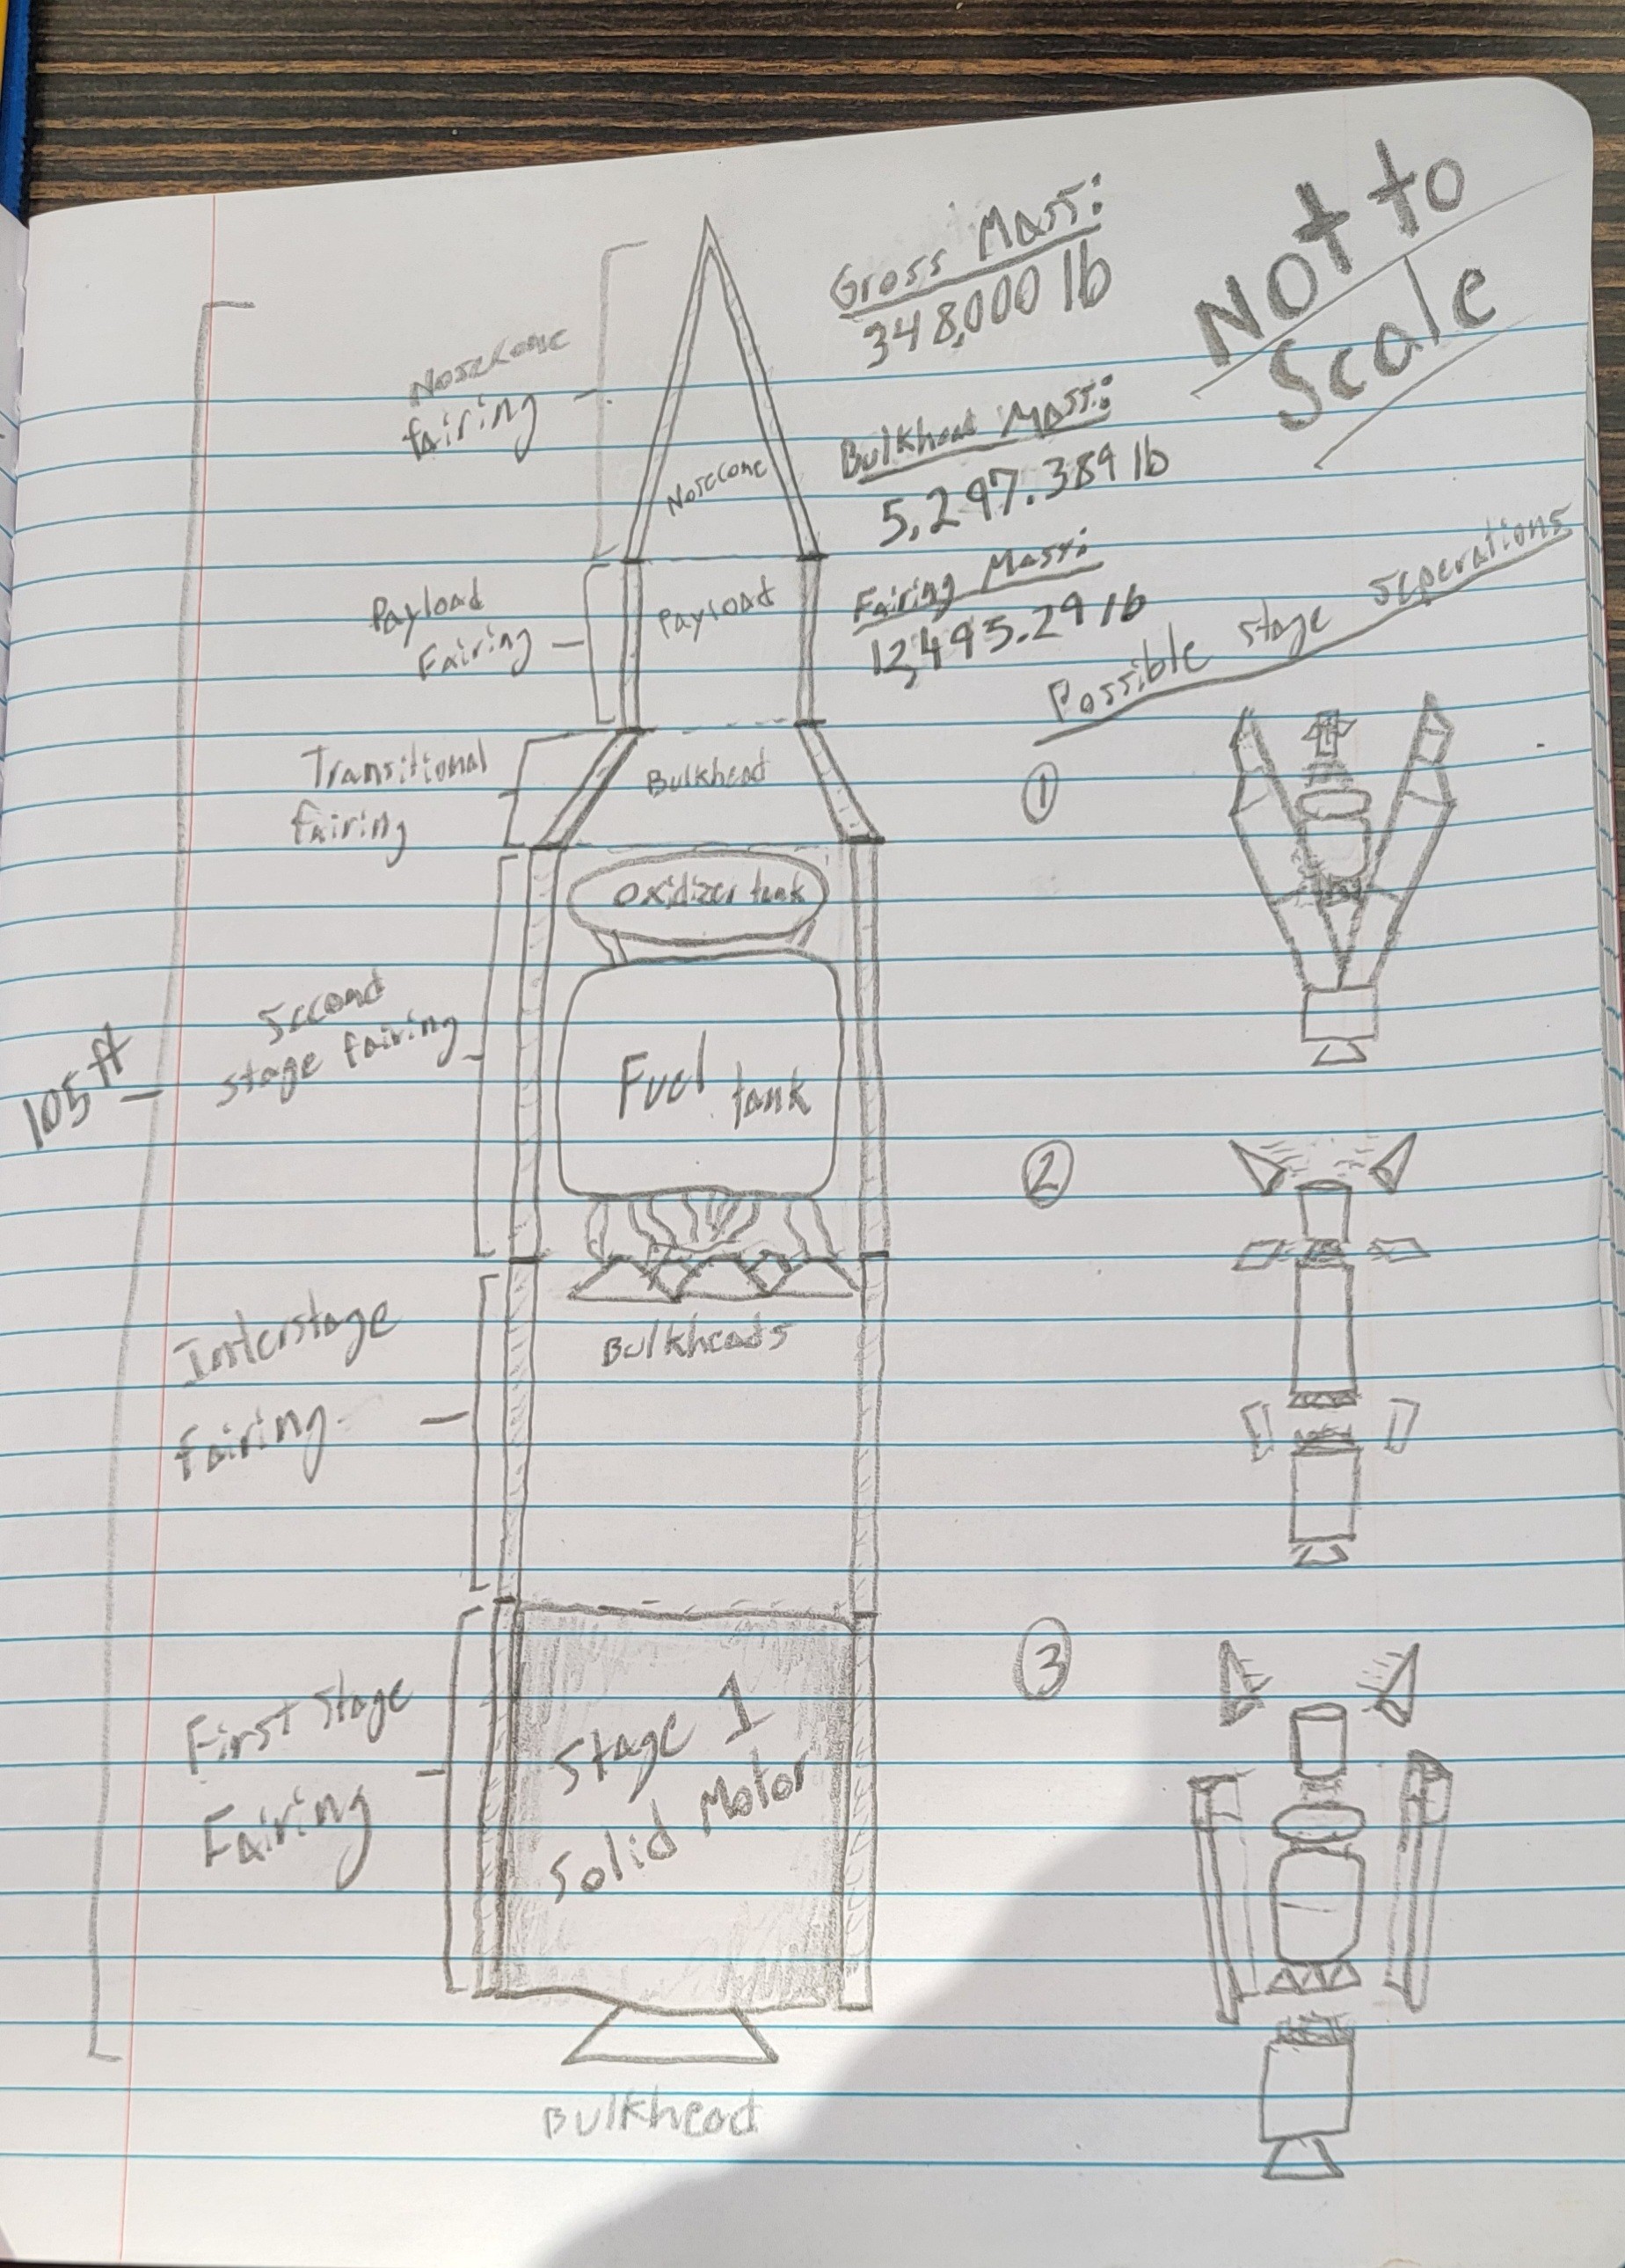 Not to
Scale
Gross Mass:
348,000 lb
Nosecone
fairing
Bulkhead Mass:
5,297.389 lb
Nosecone
Fairing Mass:
12,495.29 lb
Payload
Fairing
Payload
Possible stage seperations
Transitional
fairing
Bulkhead
1
Oxidizer tank
105 ft
Second
stage fairing
Fuel tank
2
Interstage
Fairing
Bulkheads
3
First Stage
Fairing
Stage 1
Solid Motor
Bulkhead